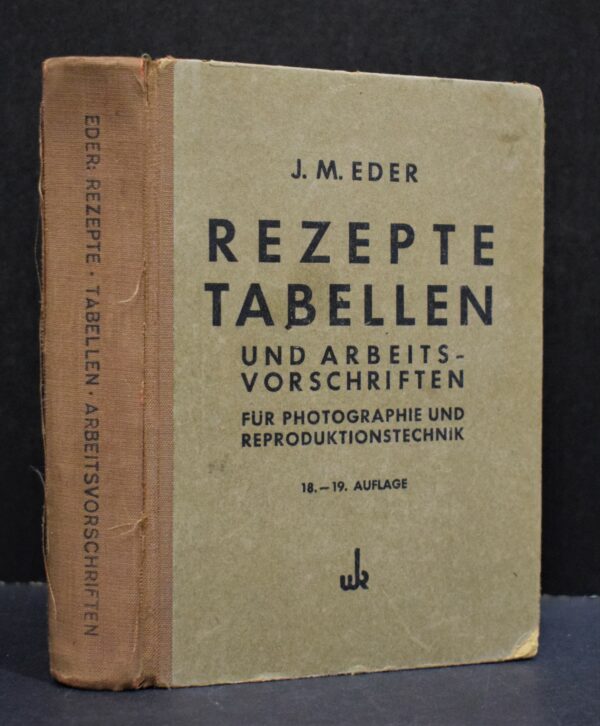 EDER: REZEPTE · TABELLEN · ARBEITSVORSCHRIFTEN
J. M. EDER
REZEPTE
TABELLEN
UND ARBEITS-
VORSCHRIFTEN
FÜR PHOTOGRAPHIE UND
REPRODUKTIONSTECHNIK
18.–19. AUFLAGE
wk